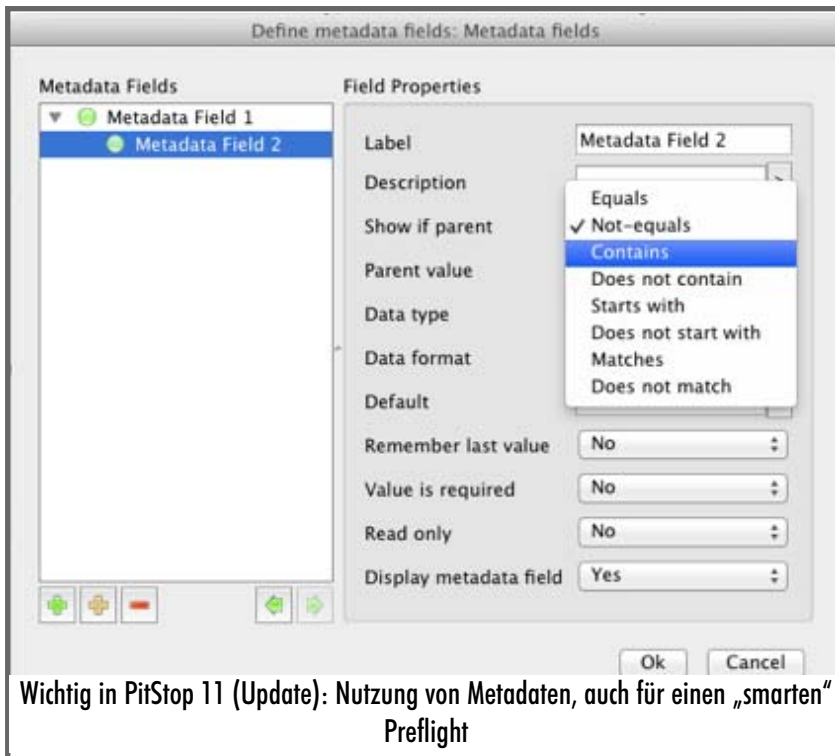 Define metadata fields: Metadata fields
Metadata Fields
Field Properties
Metadata Field 1
Metadata Field 2
Label
Metadata Field 2
Description
Show if parent
Parent value
Data type
Data format
Default
Equals
✓ Not-equals
Contains
Does not contain
Starts with
Does not start with
Matches
Does not match
Remember last value
No
Value is required
No
Read only
No
Display metadata field
Yes
Ok
Cancel
Wichtig in PitStop 11 (Update): Nutzung von Metadaten, auch für einen „smarten“
Preflight